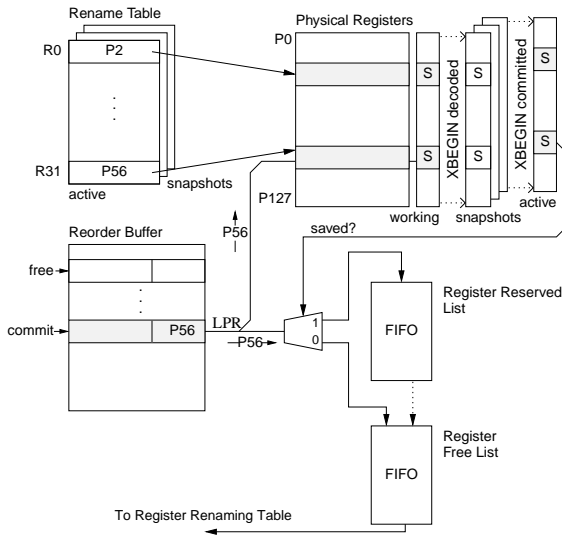 Rename Table
R0
P2
R31
P56
active
snapshots
Physical Registers
P0
P127
S
S
S
S
S
S
XBEGIN decoded
XBEGIN committed
working
snapshots
active
Reorder Buffer
free
commit
P56
LPR
P56
P56
saved?
1
0
FIFO
Register Reserved
List
FIFO
Register
Free List
To Register Renaming Table